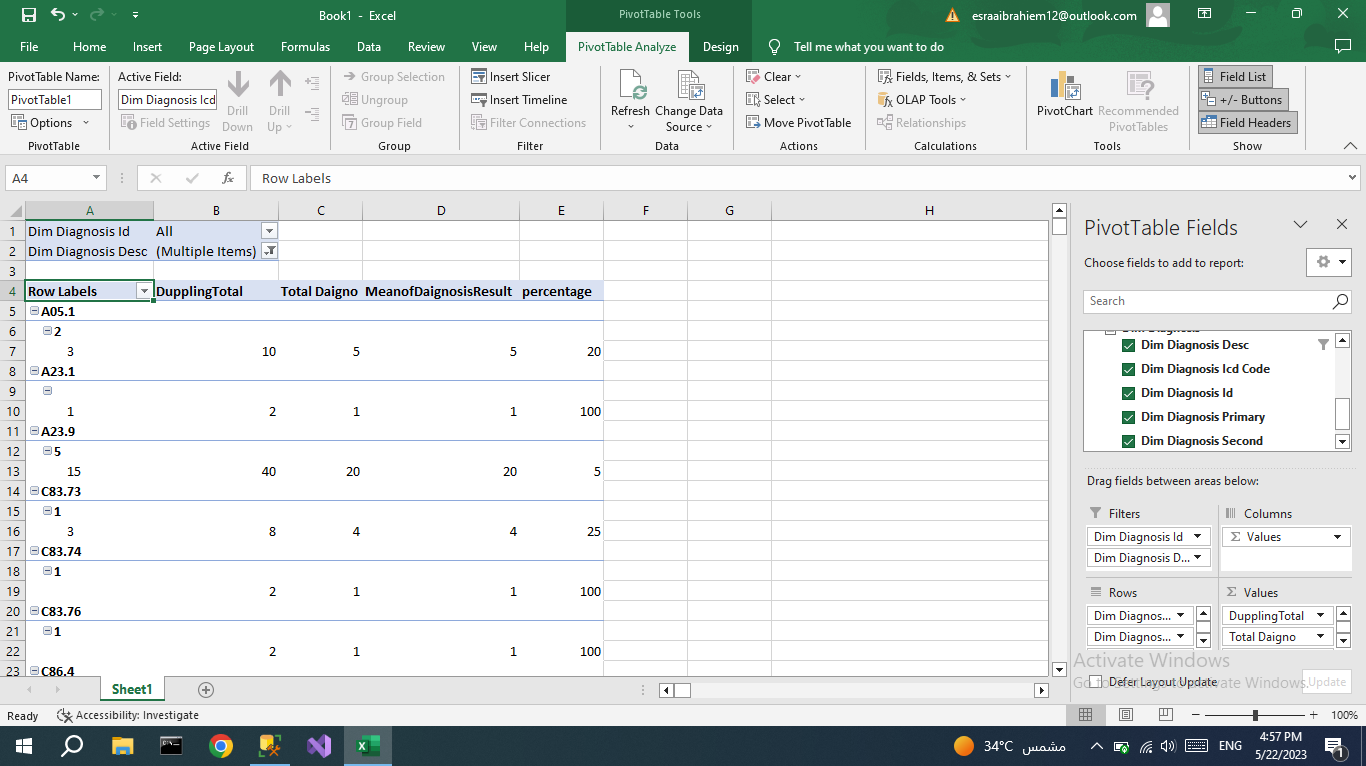 Book1 - Excel
PivotTable Tools
esraaibrahiem12@outlook.com
File Home Insert Page Layout Formulas Data Review View Help PivotTable Analyze Design Tell me what you want to do
PivotTable Name:
PivotTable1
Options
PivotTable
Active Field:
Dim Diagnosis Icd
Field Settings
Drill Down
Drill Up
Active Field
Group Selection
Ungroup
Group Field
Group
Insert Slicer
Insert Timeline
Filter Connections
Filter
Refresh
Change Data Source
Data
Clear
Select
Move PivotTable
Actions
Fields, Items, & Sets
OLAP Tools
Relationships
Calculations
PivotChart
Recommended PivotTables
Tools
Field List
+/- Buttons
Field Headers
Show
A4 fx Row Labels
A B C D E F G H
1 Dim Diagnosis Id All
2 Dim Diagnosis Desc (Multiple Items)
3
4 Row Labels DupplingTotal Total Daigno MeanofDaignosisResult percentage
5 A05.1
6 2
7 3 10 5 5 20
8 A23.1
9
10 1 2 1 1 100
11 A23.9
12 5
13 15 40 20 20 5
14 C83.73
15 1
16 3 8 4 4 25
17 C83.74
18 1
19 2 1 1 100
20 C83.76
21 1
22 2 1 1 100
23 C86.4
PivotTable Fields
Choose fields to add to report:
Search
Dim Diagnosis
Dim Diagnosis Desc
Dim Diagnosis Icd Code
Dim Diagnosis Id
Dim Diagnosis Primary
Dim Diagnosis Second
Drag fields between areas below:
Filters
Dim Diagnosis Id
Dim Diagnosis D...
Columns
Σ Values
Rows
Dim Diagnos...
Dim Diagnos...
Σ Values
DupplingTotal
Total Daigno
Activate Windows
Go to Settings to activate Windows.
Defer Layout Update
Update
Sheet1
Ready Accessibility: Investigate
100%
34°C مشمس
ENG
4:57 PM
5/22/2023
1